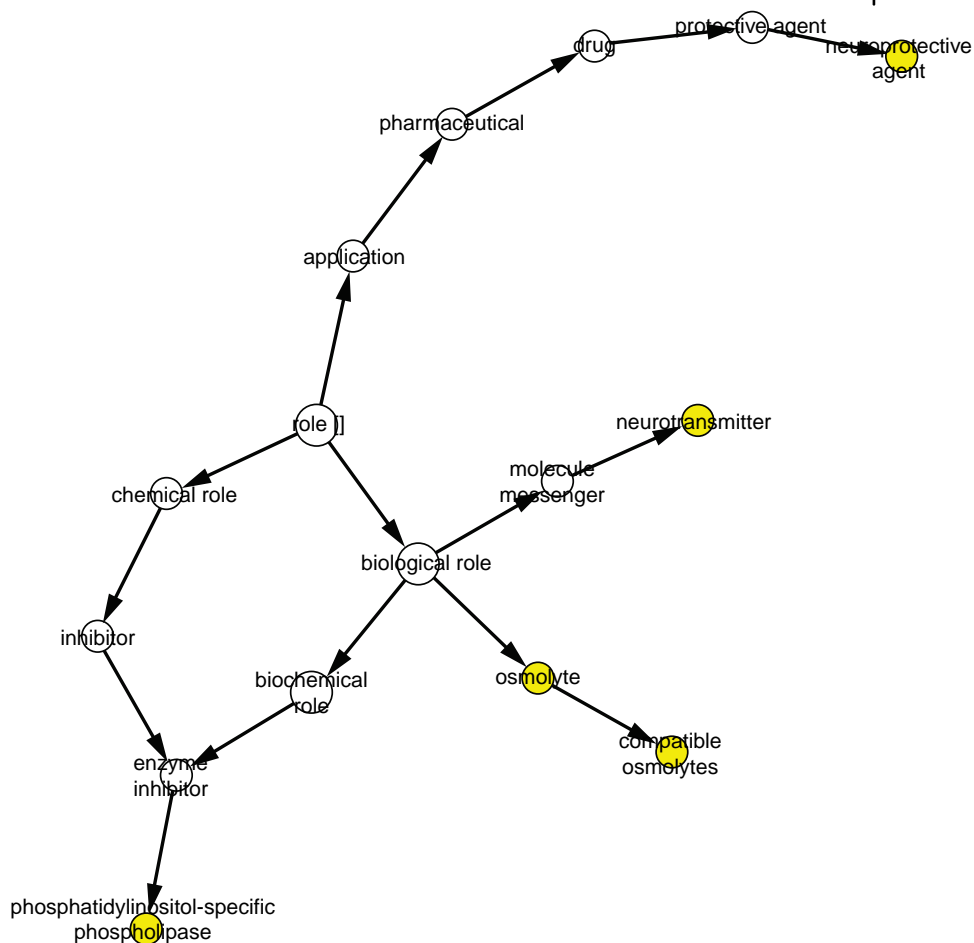 protective agent
drug
neuroprotective
agent
pharmaceutical
application
role []
neurotransmitter
molecule
messenger
chemical role
biological role
inhibitor
biochemical
role
osmolyte
compatible
osmolytes
enzyme
inhibitor
phosphatidylinositol-specific
phospholipase